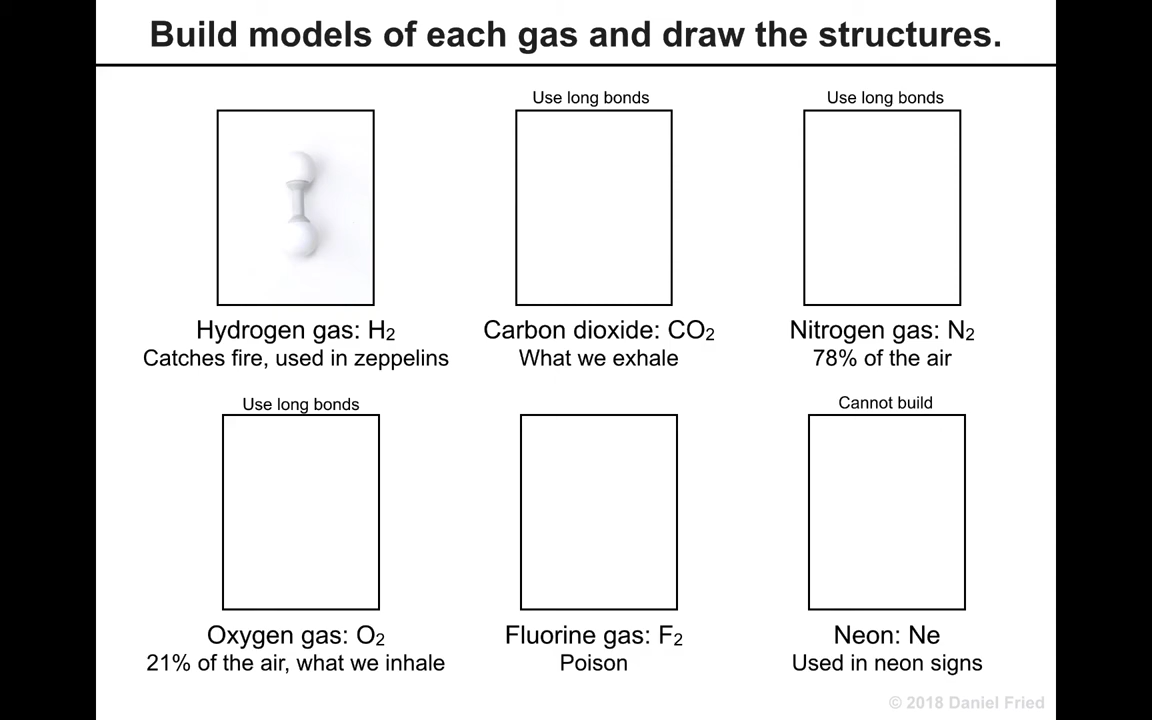 Build models of each gas and draw the structures.
Use long bonds
Use long bonds
Hydrogen gas: H₂
Catches fire, used in zeppelins
Carbon dioxide: CO₂
What we exhale
Nitrogen gas: N₂
78% of the air
Use long bonds
Cannot build
Oxygen gas: O₂
21% of the air, what we inhale
Fluorine gas: F₂
Poison
Neon: Ne
Used in neon signs
© 2018 Daniel Fried